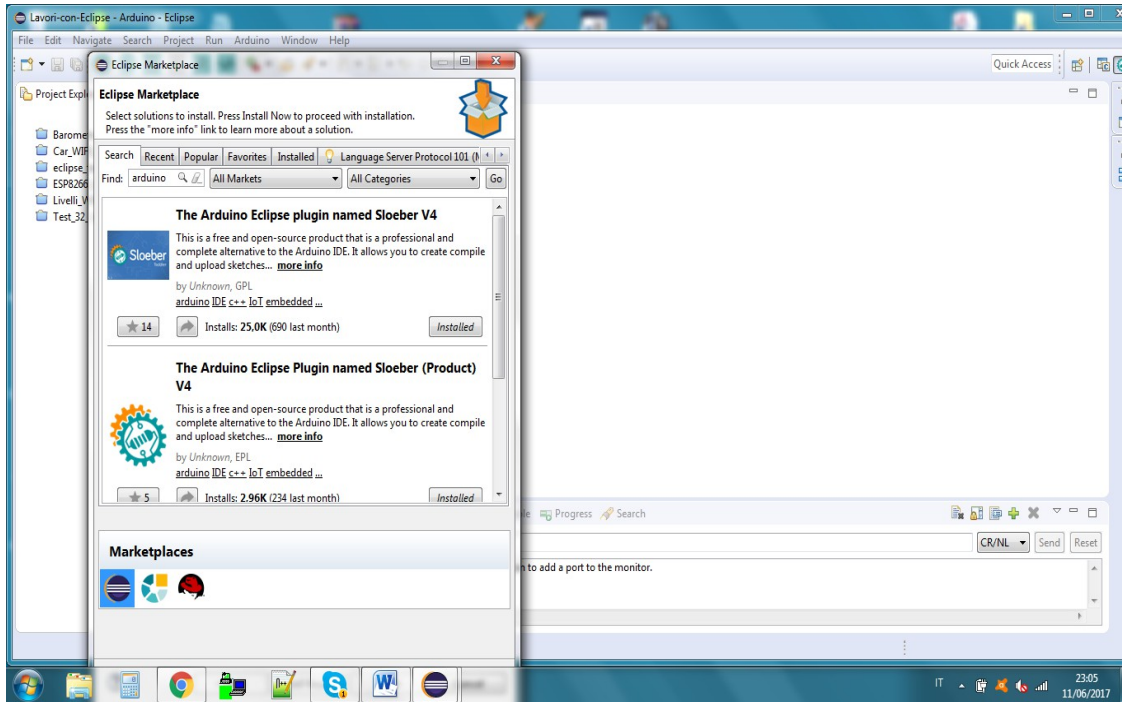 Lavori-con-Eclipse - Arduino - Eclipse
File Edit Navigate Search Project Run Arduino Window Help
Eclipse Marketplace
Quick Access
Project Expl
Barome
Car_WIF
eclipse_
ESP8266
Livelli_W
Test_32_
Eclipse Marketplace
Select solutions to install. Press Install Now to proceed with installation.
Press the "more info" link to learn more about a solution.
Search Recent Popular Favorites Installed Language Server Protocol 101 (
Find: arduino All Markets All Categories Go
The Arduino Eclipse plugin named Sloeber V4
Sloeber
This is a free and open-source product that is a professional and
complete alternative to the Arduino IDE. It allows you to create compile
and upload sketches... more info
by Unknown, GPL
arduino IDE c++ IoT embedded ...
14 Installs: 25,0K (690 last month) Installed
The Arduino Eclipse Plugin named Sloeber (Product)
V4
This is a free and open-source product that is a professional and
complete alternative to the Arduino IDE. It allows you to create compile
and upload sketches... more info
by Unknown, EPL
arduino IDE c++ IoT embedded ...
5 Installs: 2.96K (234 last month) Installed
Marketplaces
Progress Search
CR/NL Send Reset
to add a port to the monitor.
IT
23:05
11/06/2017